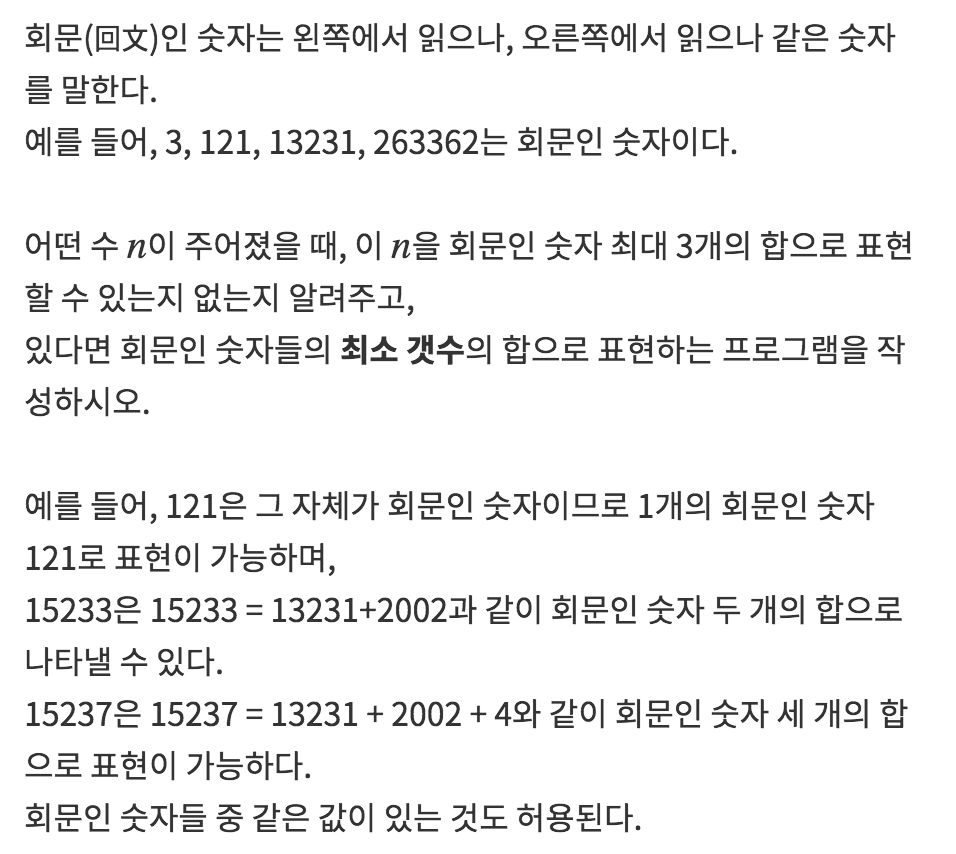 회문(回文)인 숫자는 왼쪽에서 읽으나, 오른쪽에서 읽으나 같은 숫자
를 말한다.
예를 들어, 3, 121, 13231, 263362는 회문인 숫자이다.
어떤 수 n이 주어졌을 때, 이 n을 회문인 숫자 최대 3개의 합으로 표현
할 수 있는지 없는지 알려주고,
있다면 회문인 숫자들의 최소 갯수의 합으로 표현하는 프로그램을 작
성하시오.
예를 들어, 121은 그 자체가 회문인 숫자이므로 1개의 회문인 숫자
121로 표현이 가능하며,
15233은 15233 = 13231+2002과 같이 회문인 숫자 두 개의 합으로
나타낼 수 있다.
15237은 15237 = 13231 + 2002 + 4와 같이 회문인 숫자 세 개의 합
으로 표현이 가능하다.
회문인 숫자들 중 같은 값이 있는 것도 허용된다.